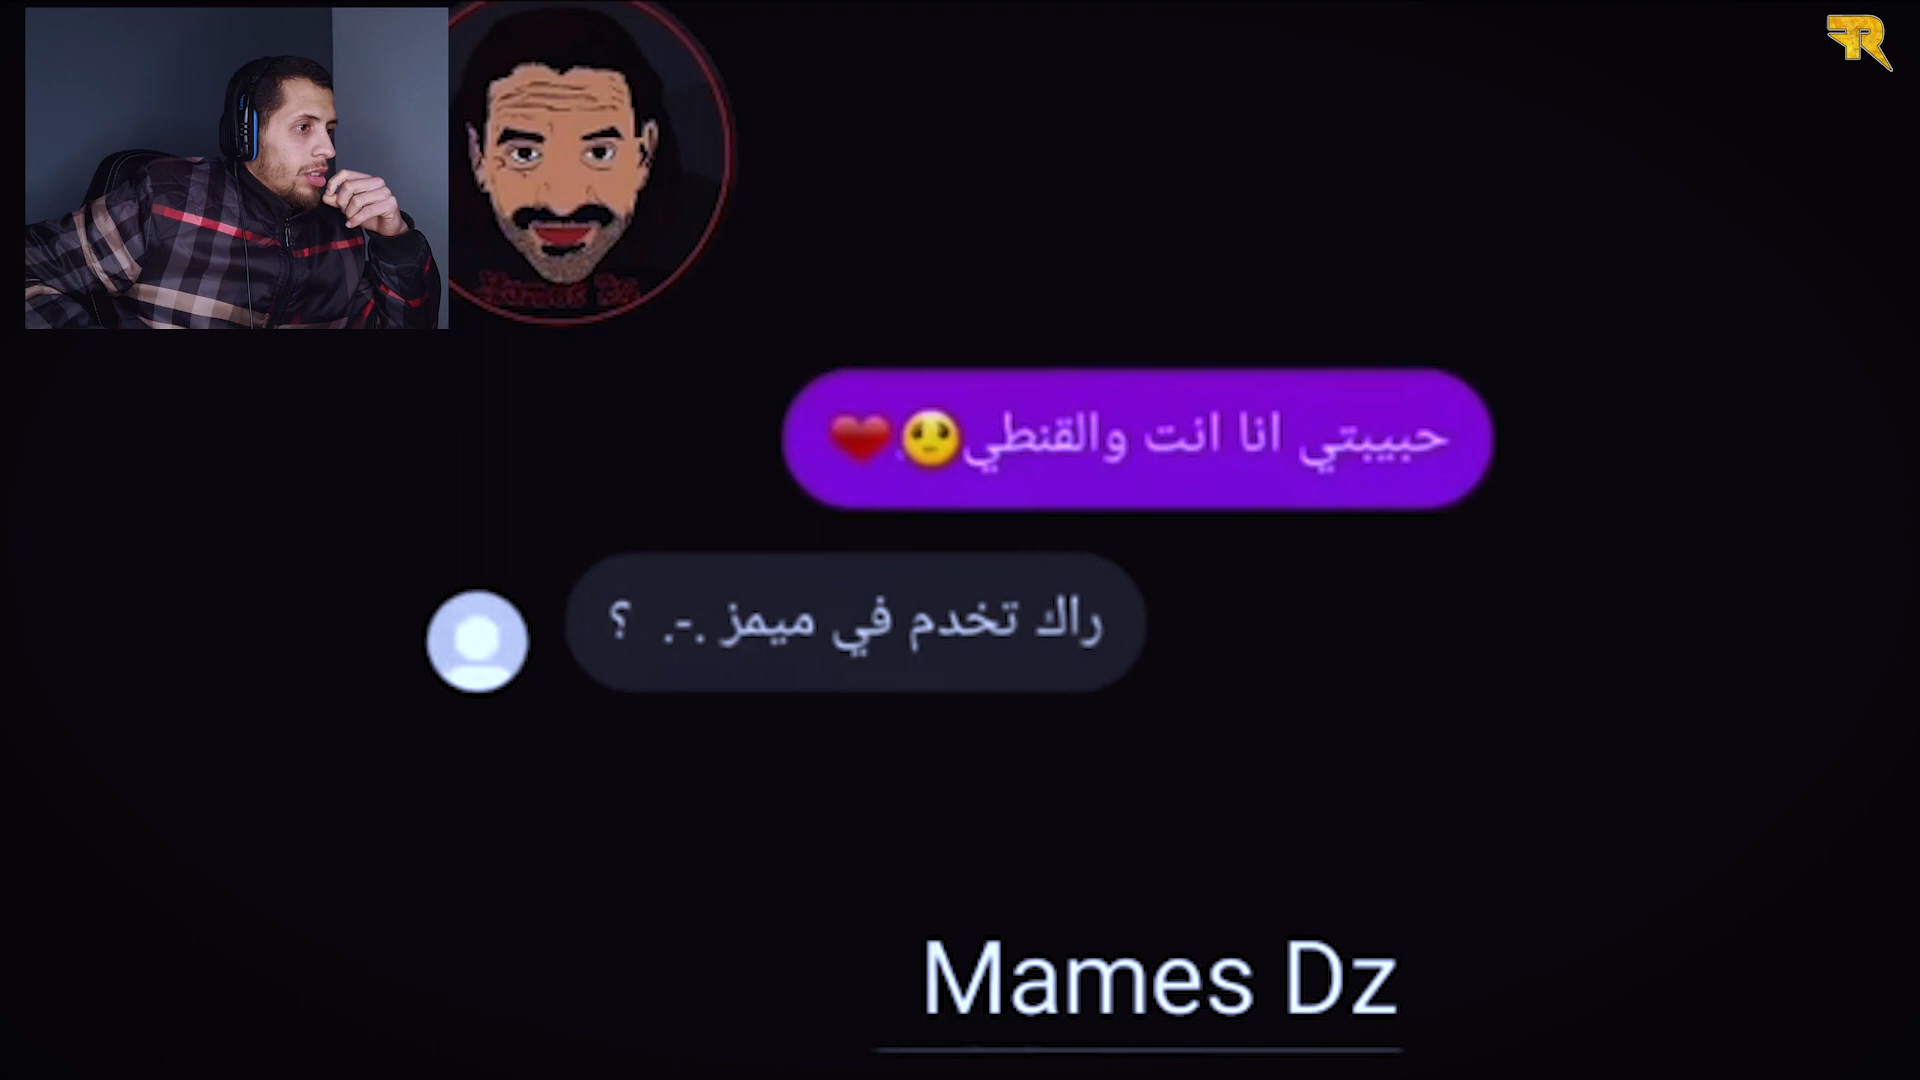 حبيبتي انا انت والقنطي🥺❤
راك تخدم في ميمز .-. ؟
Mames Dz